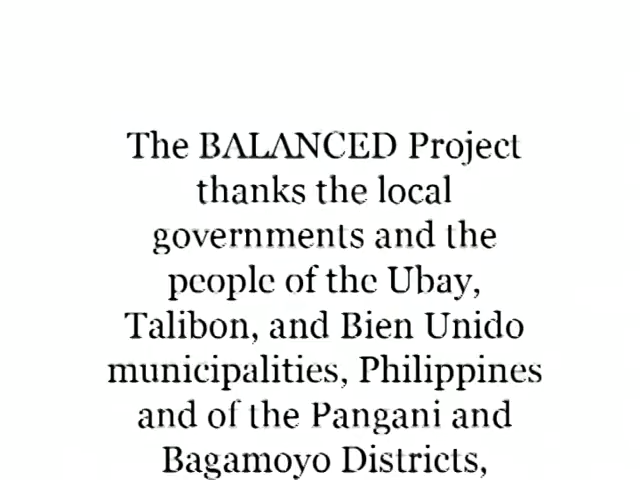 The BALANCED Project
thanks the local
governments and the
people of the Ubay,
Talibon, and Bien Unido
municipalities, Philippines
and of the Pangani and
Bagamoyo Districts,